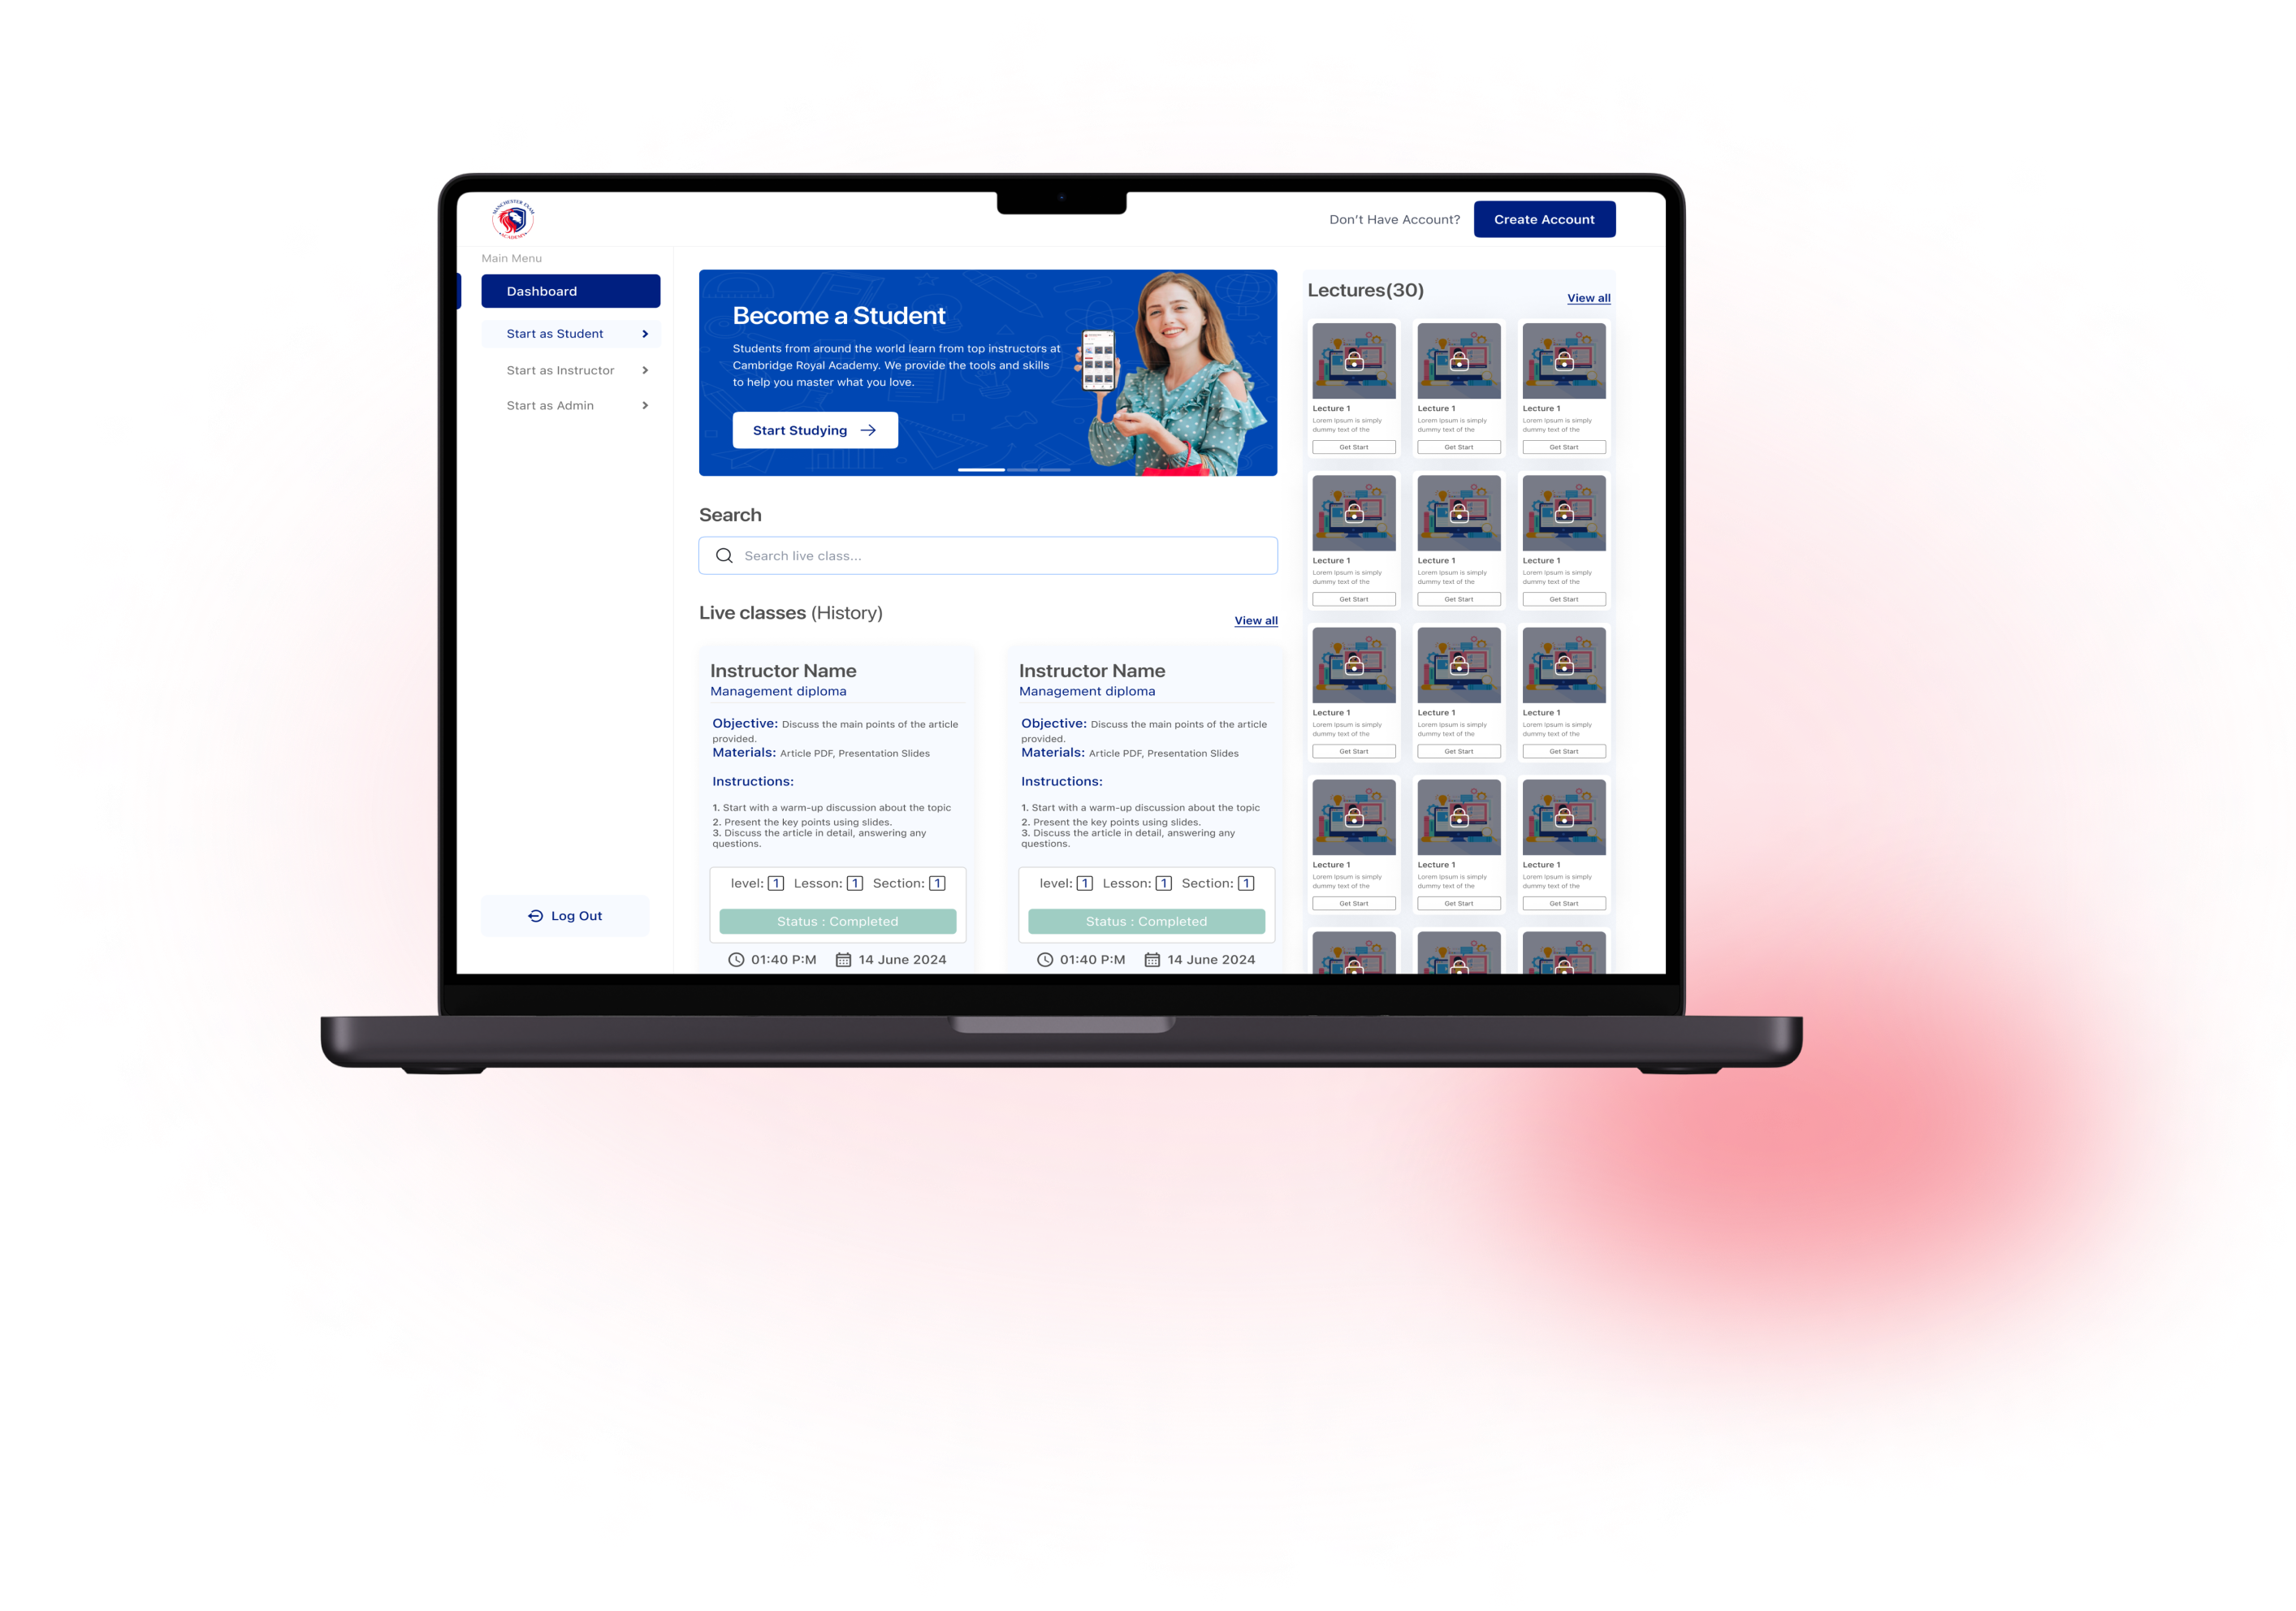 MANCHESTER EXAM
ACADEMY
Don't Have Account?
Create Account
Main Menu
Dashboard
Start as Student
Start as Instructor
Start as Admin
Log Out
Become a Student
Students from around the world learn from top instructors at
Cambridge Royal Academy. We provide the tools and skills
to help you master what you love.
Start Studying
Search
Search live class...
Live classes (History)
View all
Instructor Name
Management diploma
Objective: Discuss the main points of the article
provided.
Materials: Article PDF, Presentation Slides
Instructions:
1. Start with a warm-up discussion about the topic
2. Present the key points using slides.
3. Discuss the article in detail, answering any
questions.
level: 1 Lesson: 1 Section: 1
Status : Completed
01:40 P:M 14 June 2024
Instructor Name
Management diploma
Objective: Discuss the main points of the article
provided.
Materials: Article PDF, Presentation Slides
Instructions:
1. Start with a warm-up discussion about the topic
2. Present the key points using slides.
3. Discuss the article in detail, answering any
questions.
level: 1 Lesson: 1 Section: 1
Status : Completed
01:40 P:M 14 June 2024
Lectures(30)
View all
Lecture 1
Lorem Ipsum is simply
dummy text of the
Get Start
Lecture 1
Lorem Ipsum is simply
dummy text of the
Get Start
Lecture 1
Lorem Ipsum is simply
dummy text of the
Get Start
Lecture 1
Lorem Ipsum is simply
dummy text of the
Get Start
Lecture 1
Lorem Ipsum is simply
dummy text of the
Get Start
Lecture 1
Lorem Ipsum is simply
dummy text of the
Get Start
Lecture 1
Lorem Ipsum is simply
dummy text of the
Get Start
Lecture 1
Lorem Ipsum is simply
dummy text of the
Get Start
Lecture 1
Lorem Ipsum is simply
dummy text of the
Get Start
Lecture 1
Lorem Ipsum is simply
dummy text of the
Get Start
Lecture 1
Lorem Ipsum is simply
dummy text of the
Get Start
Lecture 1
Lorem Ipsum is simply
dummy text of the
Get Start